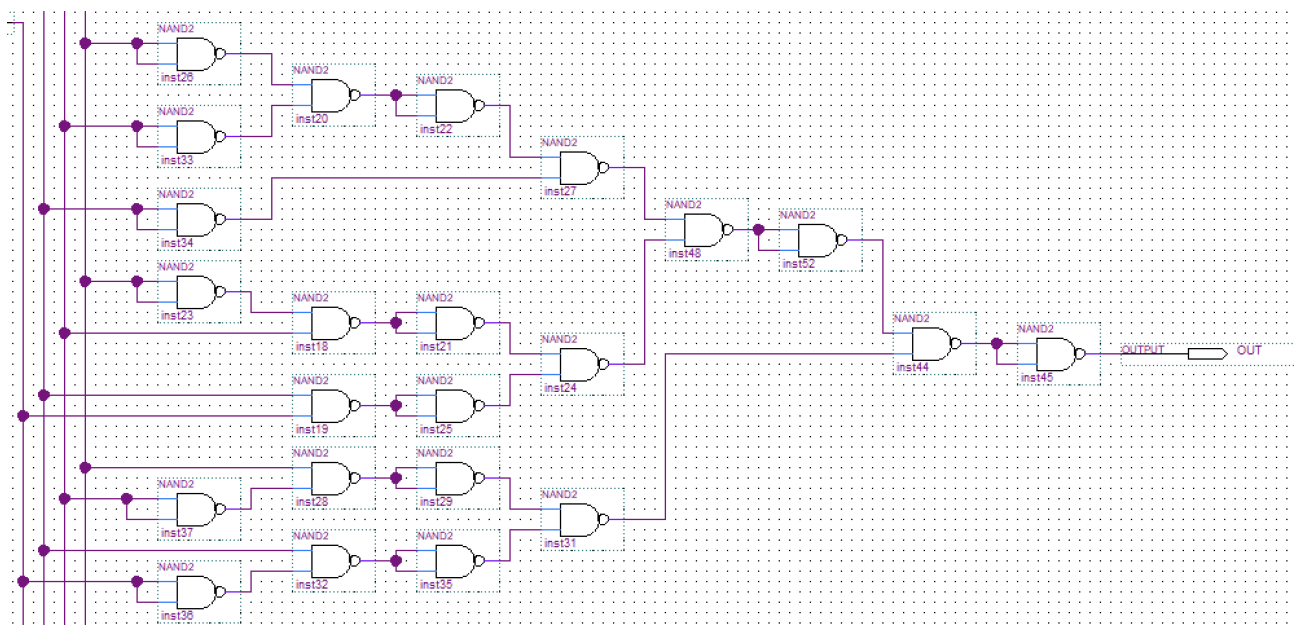 NAND2
inst26
NAND2
inst20
NAND2
inst22
NAND2
inst33
NAND2
inst27
NAND2
inst34
NAND2
inst48
NAND2
inst52
NAND2
inst23
NAND2
inst18
NAND2
inst21
NAND2
inst24
NAND2
inst44
NAND2
inst45
OUTPUT
OUT
NAND2
inst19
NAND2
inst25
NAND2
inst28
NAND2
inst29
NAND2
inst37
NAND2
inst31
NAND2
inst32
NAND2
inst35
NAND2
inst36